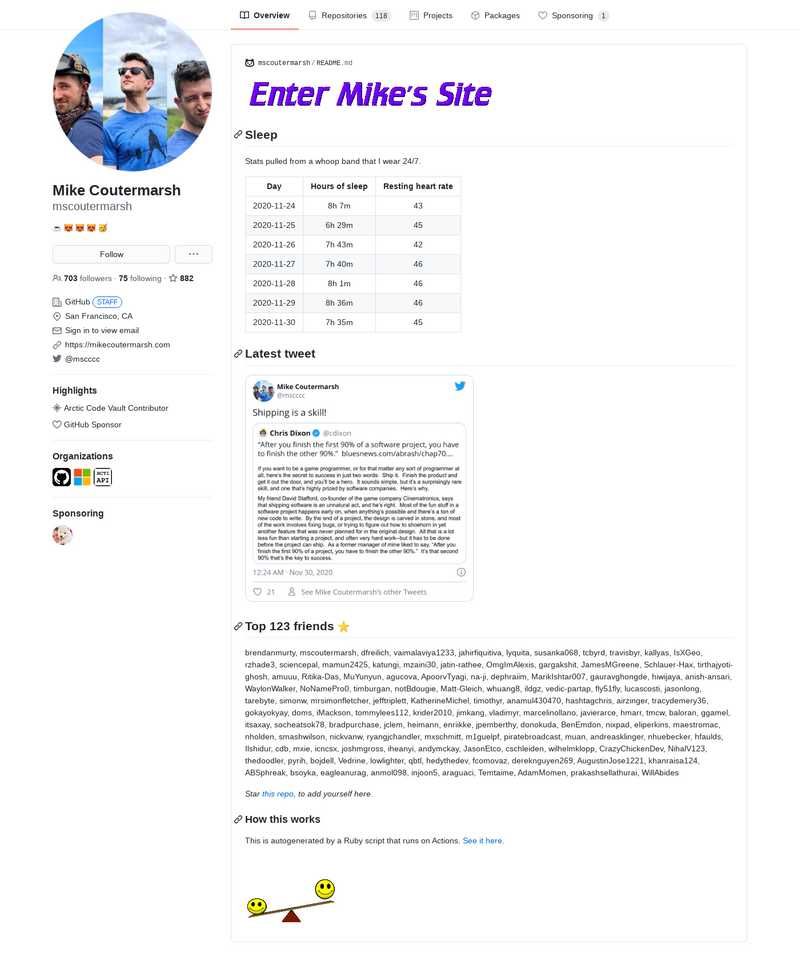 Overview
Repositories 118
Projects
Packages
Sponsoring 1
Mike Coutermarsh
mscoutermarsh
Follow
703 followers · 75 following · 882
GitHub STAFF
San Francisco, CA
Sign in to view email
https://mikecoutermarsh.com
@mscccc
Highlights
Arctic Code Vault Contributor
GitHub Sponsor
Organizations
ACTI
API
Sponsoring
mscoutermarsh / README.md
Enter Mike's Site
Sleep
Stats pulled from a whoop band that I wear 24/7.
Day Hours of sleep Resting heart rate
2020-11-24 8h 7m 43
2020-11-25 6h 29m 45
2020-11-26 7h 43m 42
2020-11-27 7h 40m 46
2020-11-28 8h 1m 46
2020-11-29 8h 36m 46
2020-11-30 7h 35m 45
Latest tweet
Mike Coutermarsh
@mscccc
Shipping is a skill!
Chris Dixon @cdixon
"After you finish the first 90% of a software project, you have
to finish the other 90%." bluesnews.com/abrash/chap70....
If you want to be a game programmer, or for that matter any sort of programmer at
all, here's the secret to success in just two words: Ship it. Finish the product and
get it out the door, and you'll be a hero. It sounds simple, but it's a surprisingly rare
skill, and one that's highly prized by software companies. Here's why.
My friend David Stafford, co-founder of the game company Cinematronics, says
that shipping software is an unnatural act, and he's right. Most of the fun stuff in a
software project happens early on, when anything's possible and there's a ton of
new code to write. By the end of a project, the design is carved in stone, and most
of the work involves fixing bugs, or trying to figure out how to shoehorn in yet
another feature that was never planned for in the original design. All that is a lot
less fun than starting a project, and often very hard work--but it has to be done
before the project can ship. As a former manager of mine liked to say, "After you
finish the first 90% of a project, you have to finish the other 90%." It's that second
90% that's the key to success.
12:24 AM · Nov 30, 2020
21 See Mike Coutermarsh's other Tweets
Top 123 friends
brendanmurty, mscoutermarsh, dfreilich, vaimalaviya1233, jahirfiquitiva, lyquita, susanka068, tcbyrd, travisbyr, kallyas, IsXGeo,
rzhade3, sciencepal, mamun2425, katungi, mzaini30, jatin-rathee, OmgImAlexis, gargakshit, JamesMGreene, Schlauer-Hax, tirthajyoti-
ghosh, amuuu, Ritika-Das, MuYunyun, agucova, ApoorvTyagi, na-ji, dephraiim, MarikIshtar007, gauravghongde, hiwijaya, anish-ansari,
WaylonWalker, NoNamePro0, timburgan, notBdougie, Matt-Gleich, whuang8, ildgz, vedic-partap, fly51fly, lucascosti, jasonlong,
tarebyte, simonw, mrsimonfletcher, jefftriplett, KatherineMichel, timothyr, anamul430470, hashtagchris, airzinger, tracydemery36,
gokayokyay, doms, iMackson, tommylees112, krider2010, jimkang, vladimyr, marcelinollano, javierarce, hmarr, tmcw, baloran, ggamel,
itsaxay, socheatsok78, bradpurchase, jclem, heimann, enriikke, jpemberthy, donokuda, BenEmdon, nixpad, eliperkins, maestromac,
nholden, smashwilson, nickvanw, ryangjchandler, mxschmitt, m1guelpf, piratebroadcast, muan, andreasklinger, nhuebecker, hfaulds,
IIshidur, cdb, mxie, icncsx, joshmgross, iheanyi, andymckay, JasonEtco, cschleiden, wilhelmklopp, CrazyChickenDev, NihalV123,
thedoodler, pyrih, bojdell, Vedrine, lowlighter, qbtl, hedythedev, fcomovaz, dereknguyen269, AugustinJose1221, khanraisa124,
ABSphreak, bsoyka, eagleanurag, anmol098, injoon5, araguaci, Temtaime, AdamMomen, prakashsellathurai, WillAbides
Star this repo, to add yourself here.
How this works
This is autogenerated by a Ruby script that runs on Actions. See it here.